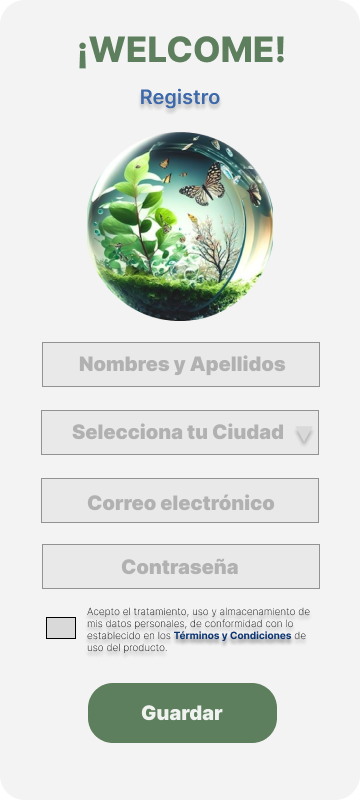 ¡WELCOME!
Registro
Nombres y Apellidos
Selecciona tu Ciudad
Correo electrónico
Contraseña
Acepto el tratamiento, uso y almacenamiento de
mis datos personales, de conformidad con lo
establecido en los Términos y Condiciones de
uso del producto.
Guardar